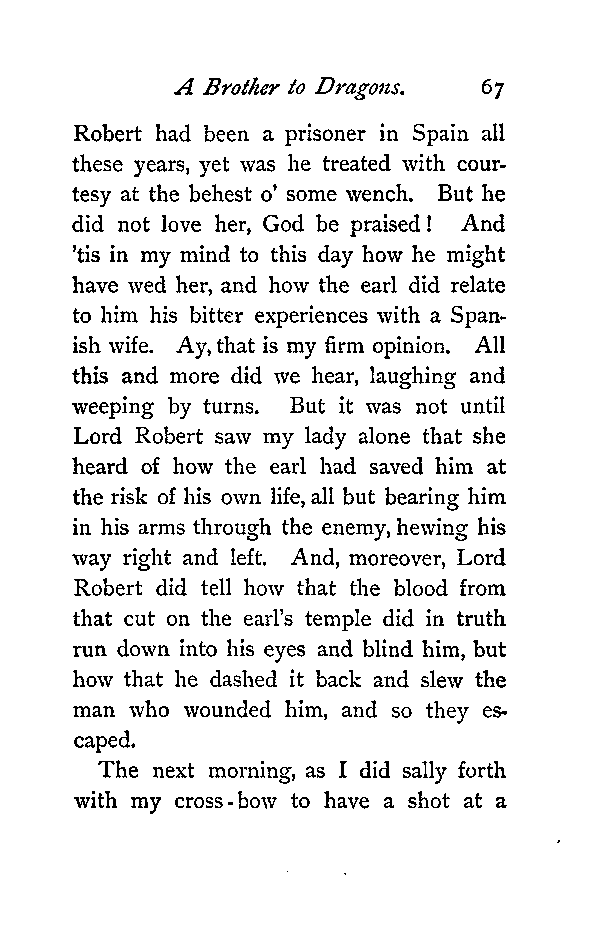 A Brother to Dragons. 67
Robert had been a prisoner in Spain all
these years, yet was he treated with cour-
tesy at the behest o' some wench. But he
did not love her, God be praised! And
'tis in my mind to this day how he might
have wed her, and how the earl did relate
to him his bitter experiences with a Span-
ish wife. Ay, that is my firm opinion. All
this and more did we hear, laughing and
weeping by turns. But it was not until
Lord Robert saw my lady alone that she
heard of how the earl had saved him at
the risk of his own life, all but bearing him
in his arms through the enemy, hewing his
way right and left. And, moreover, Lord
Robert did tell how that the blood from
that cut on the earl's temple did in truth
run down into his eyes and blind him, but
how that he dashed it back and slew the
man who wounded him, and so they es-
caped.
The next morning, as I did sally forth
with my cross-bow to have a shot at a